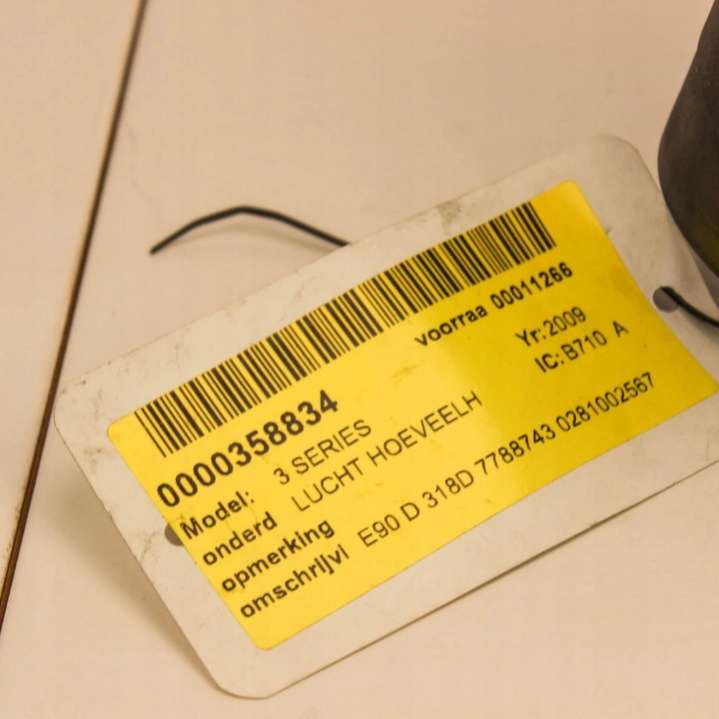 0000358834 voorraa 00011266
Model: 3 SERIES Yr:2009
onderd LUCHT HOEVEELH IC:B710 A
opmerking
omschrijvi E90 D 318D 7788743 0281002567